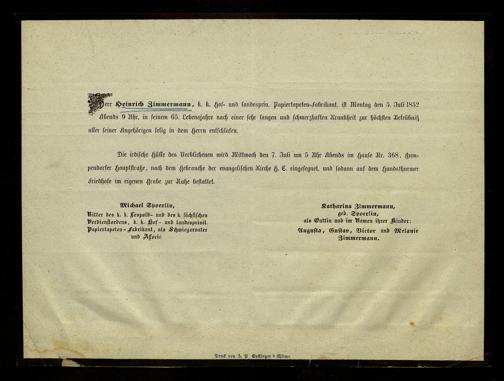 Herr Heinrich Zimmermann, k. k. Hof- und landesprin. Papiertapeten-Fabrikant, ist Montag den 5. Juli 1852
Abends 9 Uhr, in seinem 65. Lebensjahre nach einer sehr langen und schmerzhaften Krankheit zur höchsten Betrübniß
aller seiner Angehörigen selig in dem Herrn entschlafen.
Die irdische Hülle des Verblichenen wird Mittwoch den 7. Juli um 5 Uhr Abends im Hause Nr. 368, Gum-
pendorfer Hauptstraße, nach dem Gebrauche der evangelischen Kirche H. C. eingesegnet, und sodann auf dem Hundsthurmer
Friedhofe im eigenen Grabe zur Ruhe bestattet.
Michael Spoerlin,
Ritter des k. k. Leopold- und des k. sächsischen
Verdienstordens, k. k. Hof- und landesprivil.
Papiertapeten-Fabrikant, als Schwiegervater
und Associé
Katharina Zimmermann,
geb. Spoerlin,
als Gattin und im Namen ihrer Kinder:
Augusta, Gustav, Victor und Melanie
Zimmermann.
Druck von